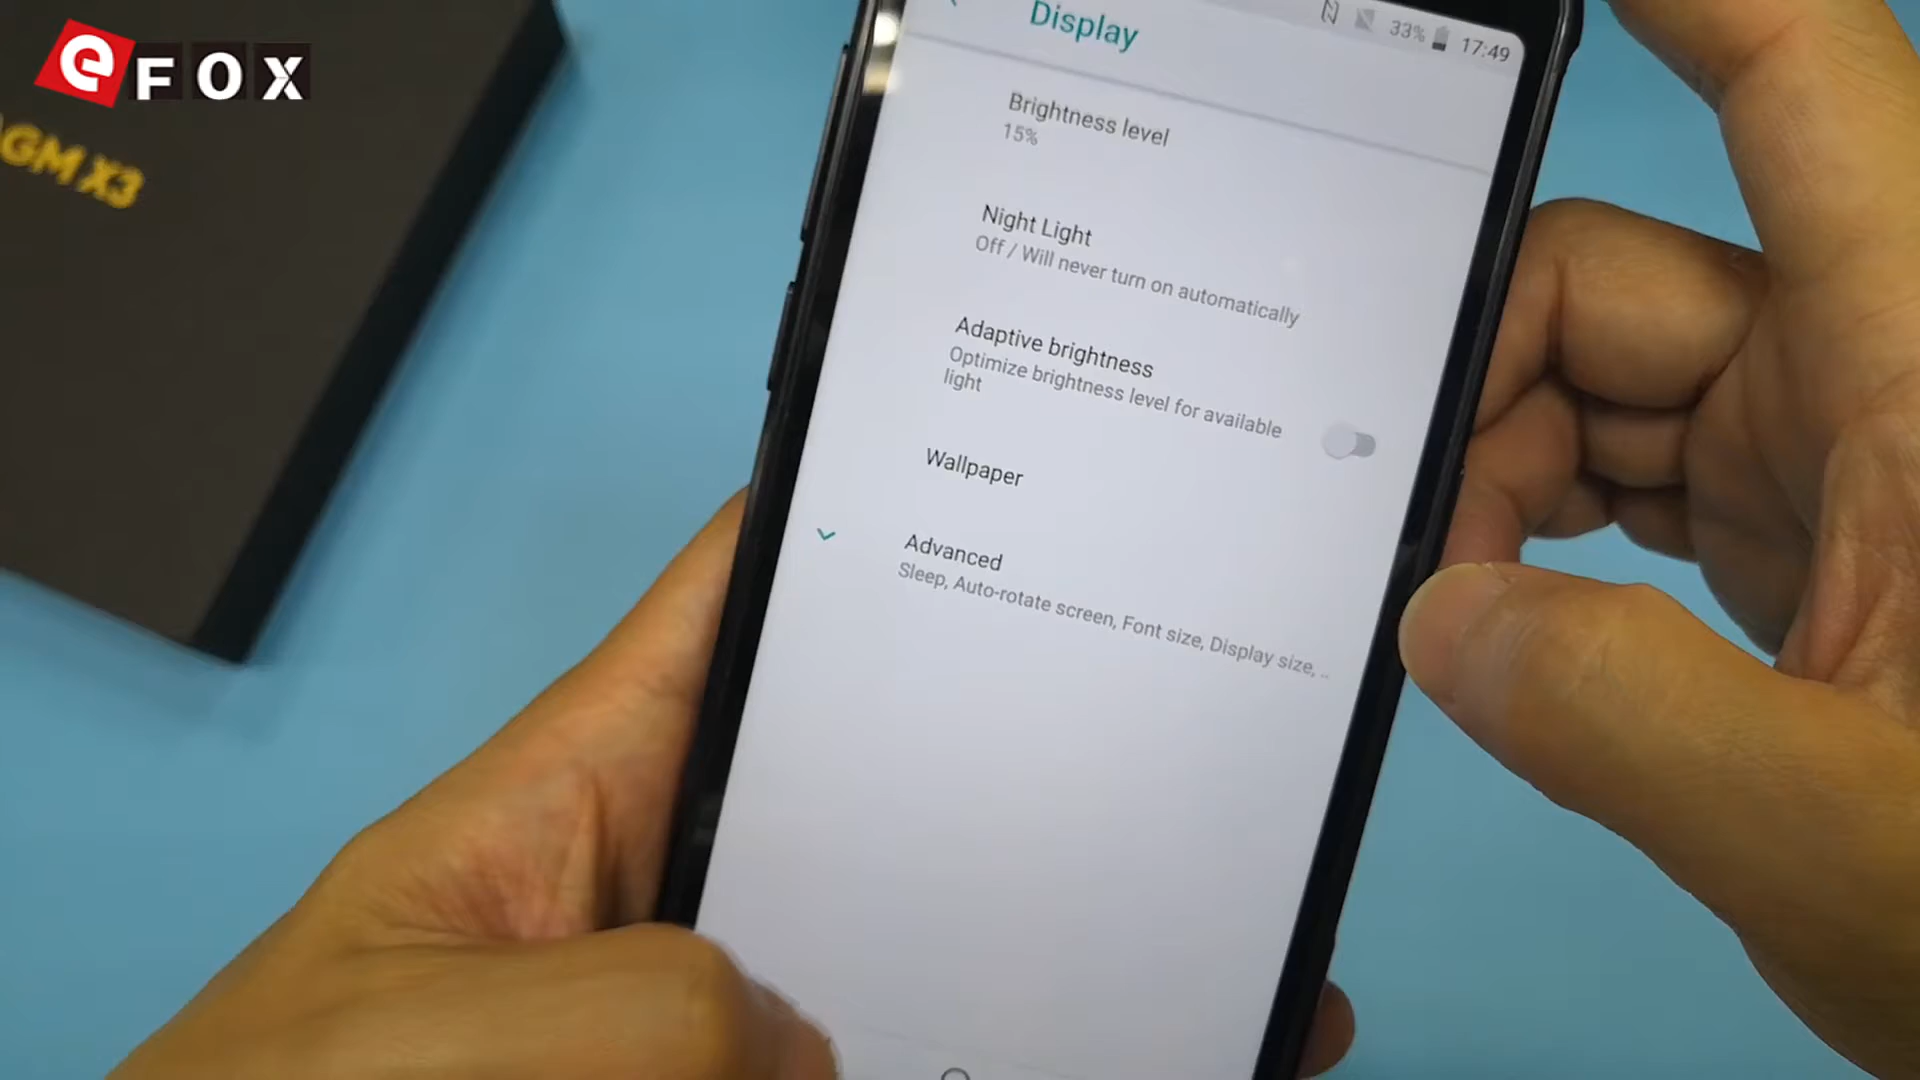 eFOX
GM X3
Display
33%
17:49
Brightness level
15%
Night Light
Off / Will never turn on automatically
Adaptive brightness
Optimize brightness level for available
light
Wallpaper
Advanced
Sleep, Auto-rotate screen, Font size, Display size, ..